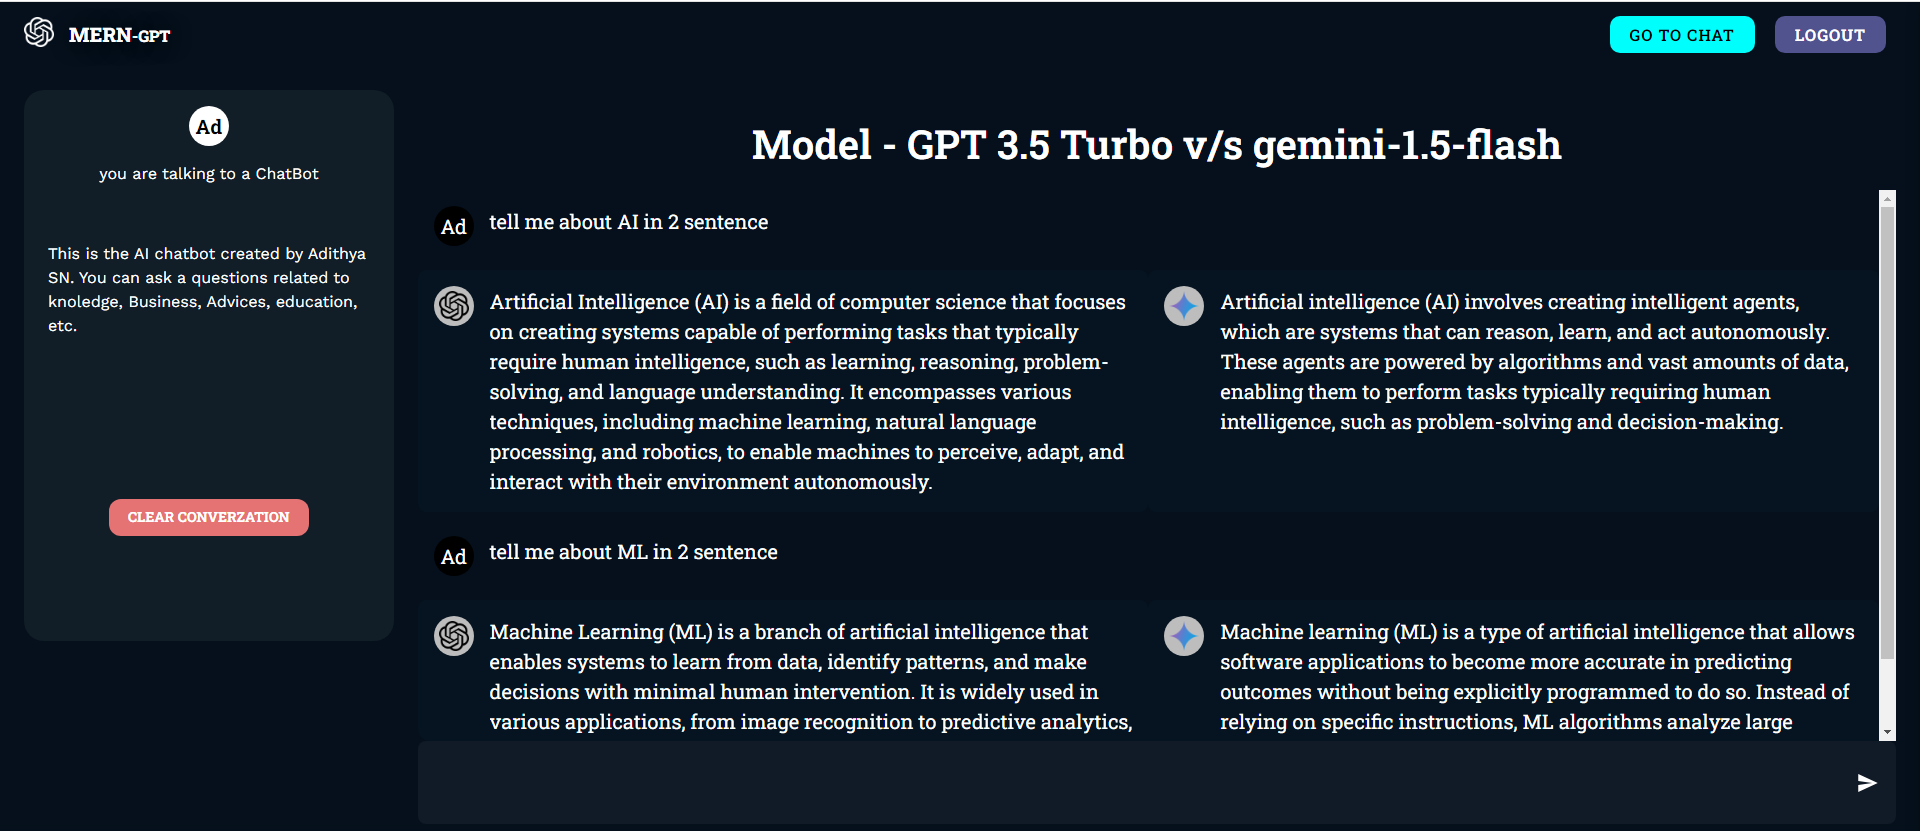 MERN-GPT
GO TO CHAT
LOGOUT
Ad
you are talking to a ChatBot
This is the AI chatbot created by Adithya
SN. You can ask a questions related to
knoledge, Business, Advices, education,
etc.
CLEAR CONVERZATION
Model - GPT 3.5 Turbo v/s gemini-1.5-flash
Ad
tell me about AI in 2 sentence
Artificial Intelligence (AI) is a field of computer science that focuses
on creating systems capable of performing tasks that typically
require human intelligence, such as learning, reasoning, problem-
solving, and language understanding. It encompasses various
techniques, including machine learning, natural language
processing, and robotics, to enable machines to perceive, adapt, and
interact with their environment autonomously.
Artificial intelligence (AI) involves creating intelligent agents,
which are systems that can reason, learn, and act autonomously.
These agents are powered by algorithms and vast amounts of data,
enabling them to perform tasks typically requiring human
intelligence, such as problem-solving and decision-making.
Ad
tell me about ML in 2 sentence
Machine Learning (ML) is a branch of artificial intelligence that
enables systems to learn from data, identify patterns, and make
decisions with minimal human intervention. It is widely used in
various applications, from image recognition to predictive analytics,
Machine learning (ML) is a type of artificial intelligence that allows
software applications to become more accurate in predicting
outcomes without being explicitly programmed to do so. Instead of
relying on specific instructions, ML algorithms analyze large